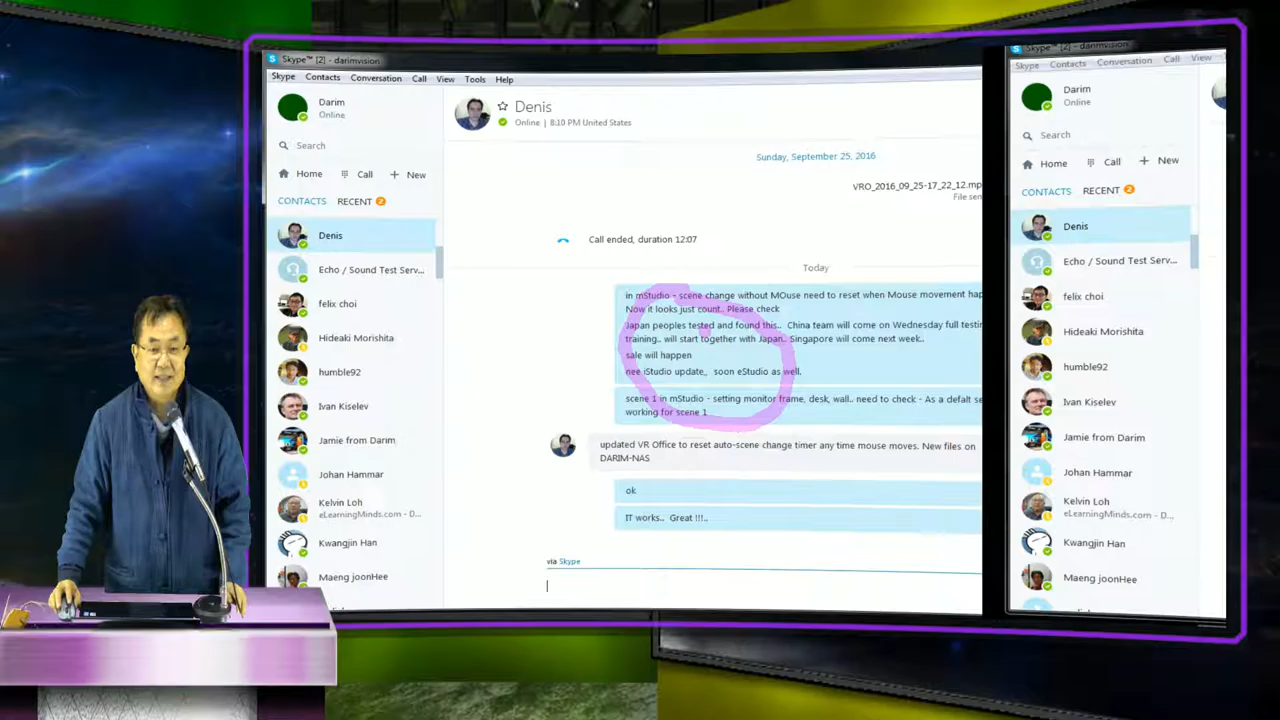 Skype™ [2] - darimvision
Skype Contacts Conversation Call View Tools Help
Darim
Online
Search
Home Call New
CONTACTS RECENT 2
Denis
Echo / Sound Test Serv...
felix choi
Hideaki Morishita
humble92
Ivan Kiselev
Jamie from Darim
Johan Hammar
Kelvin Loh
eLearningMinds.com - D...
Kwangjin Han
Maeng joonHee
Denis
Online | 8:10 PM United States
Sunday, September 25, 2016
VRO_2016_09_25-17_22_12.mp
File sen
Call ended, duration 12:07
Today
in mStudio - scene change without MOuse need to reset when Mouse movement hap
Now it looks just count.. Please check
Japan peoples tested and found this.. China team will come on Wednesday full testin
training.. will start together with Japan.. Singapore will come next week..
sale will happen
nee iStudio update,, soon eStudio as well.
scene 1 in mStudio - setting monitor frame, desk, wall.. need to check - As a defalt se
working for scene 1
updated VR Office to reset auto-scene change timer any time mouse moves. New files on
DARIM-NAS
ok
IT works.. Great !!!..
via Skype
Skype™ [2] - darimvision
Skype Contacts Conversation Call View
Darim
Online
Search
Home Call New
CONTACTS RECENT 2
Denis
Echo / Sound Test Serv...
felix choi
Hideaki Morishita
humble92
Ivan Kiselev
Jamie from Darim
Johan Hammar
Kelvin Loh
eLearningMinds.com - D...
Kwangjin Han
Maeng joonHee